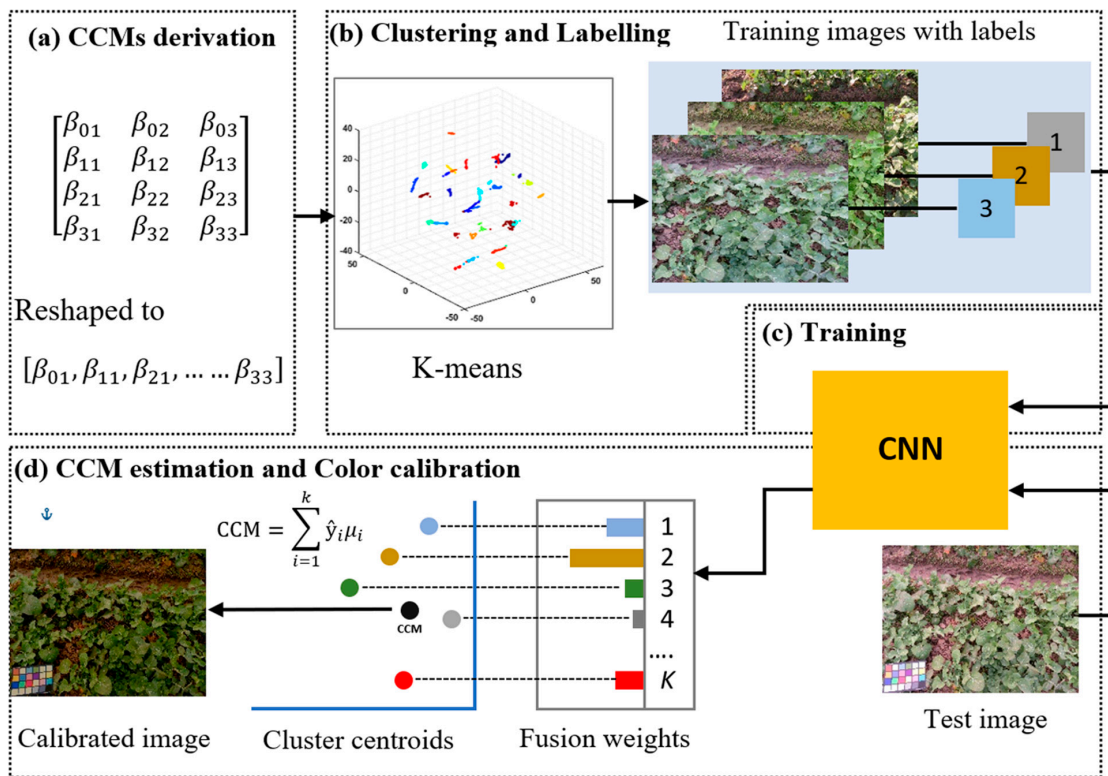 (a) CCMs derivation
β01 β02 β03
β11 β12 β13
β21 β22 β23
β31 β32 β33
Reshaped to
[β01, β11, β21, … … β33]
(b) Clustering and Labelling
Training images with labels
40
20
0
-20
-40
50
0
-50
-50
0
50
K-means
1
2
3
(c) Training
CNN
(d) CCM estimation and Color calibration
CCM = ∑ k i=1 ŷiμi
CCM
1
2
3
4
....
K
Calibrated image
Cluster centroids
Fusion weights
Test image